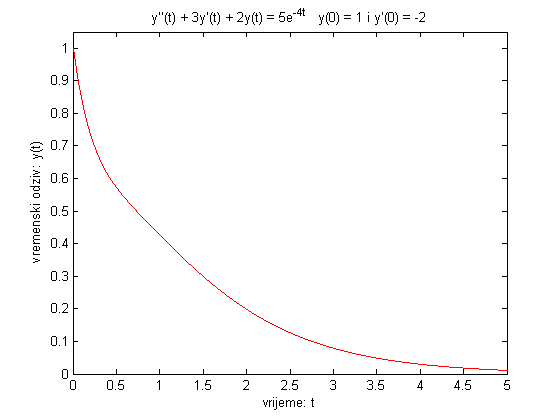 y''(t) + 3y'(t) + 2y(t) = 5e^-4t y(0) = 1 i y'(0) = -2
vremenski odziv: y(t)
1
0.9
0.8
0.7
0.6
0.5
0.4
0.3
0.2
0.1
0
0 0.5 1 1.5 2 2.5 3 3.5 4 4.5 5
vrijeme: t